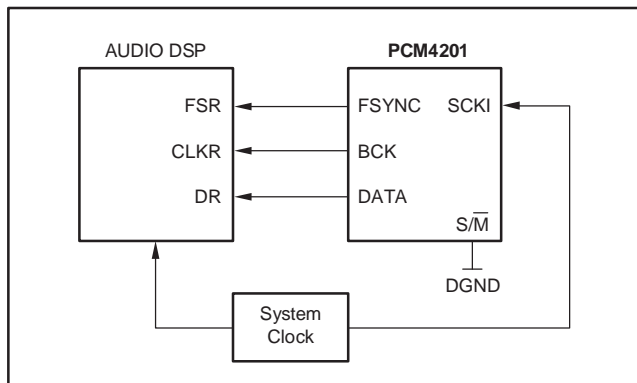 AUDIO DSP
PCM4201
FSR
FSYNC
SCKI
CLKR
BCK
DR
DATA
S/M̅
DGND
System
Clock